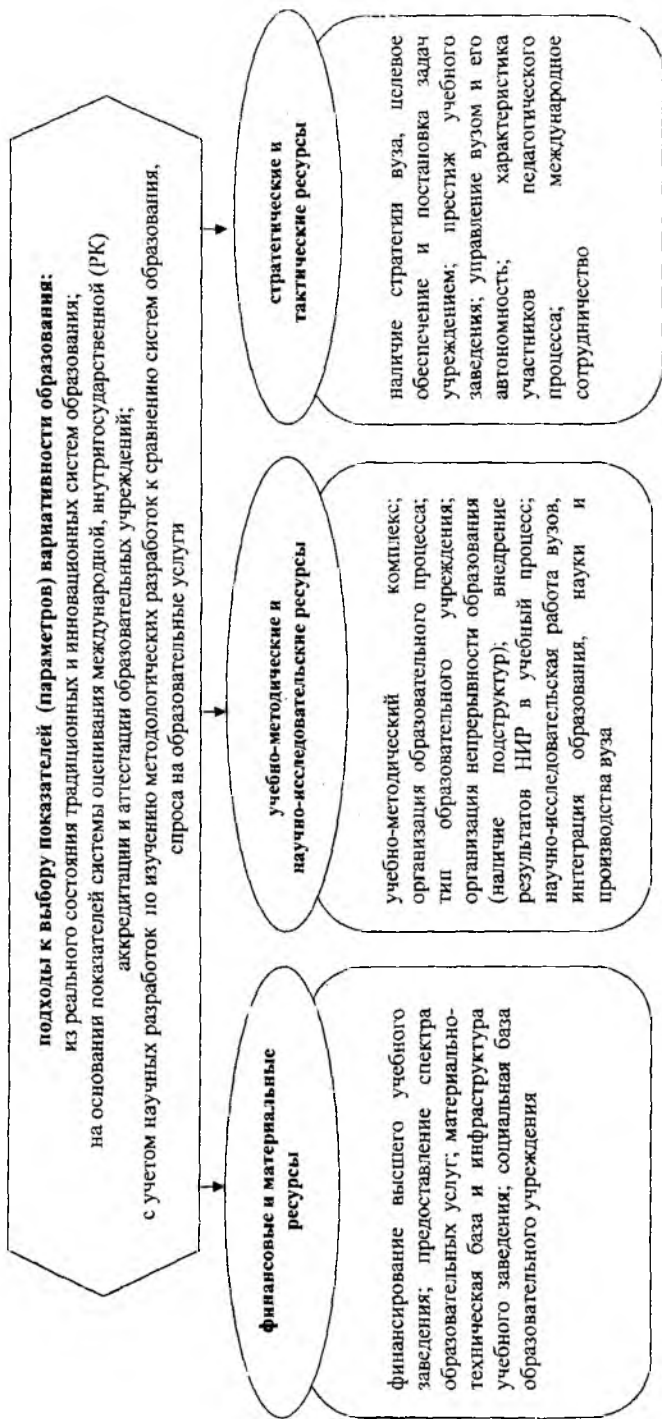 подходы к выбору показателей (параметров) вариативности образования:
из реального состояния традиционных и инновационных систем образования;
на основании показателей системы оценивания международной, внутригосударственной (РК)
аккредитации и аттестации образовательных учреждений;
с учетом научных разработок по изучению методологических разработок к сравнению систем образования,
спроса на образовательные услуги
финансовые и материальные
ресурсы
финансирование высшего учебного
заведения; предоставление спектра
образовательных услуг; материально-
техническая база и инфраструктура
учебного заведения; социальная база
образовательного учреждения
учебно-методические и
научно-исследовательские ресурсы
учебно-методический комплекс;
организация образовательного процесса;
тип образовательного учреждения;
организация непрерывности образования
(наличие подструктур); внедрение
результатов НИР в учебный процесс;
научно-исследовательская работа вузов,
интеграция образования, науки и
производства вуза
стратегические и
тактические ресурсы
наличие стратегии вуза, целевое
обеспечение и постановка задач
учреждением; престиж учебного
заведения; управление вузом и его
автономность; характеристика
участников педагогического
процесса; международное
сотрудничество